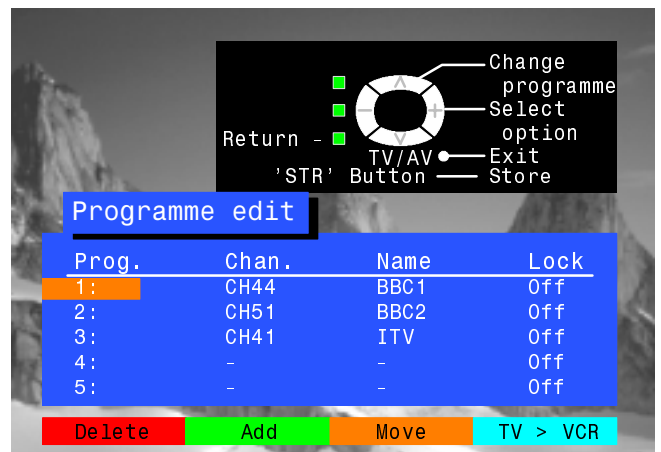 Change
programme
Select
option
Return -
TV/AV Exit
'STR' Button Store
Programme edit
Prog. Chan. Name Lock
1: CH44 BBC1 Off
2: CH51 BBC2 Off
3: CH41 ITV Off
4: - - Off
5: - - Off
Delete Add Move TV > VCR